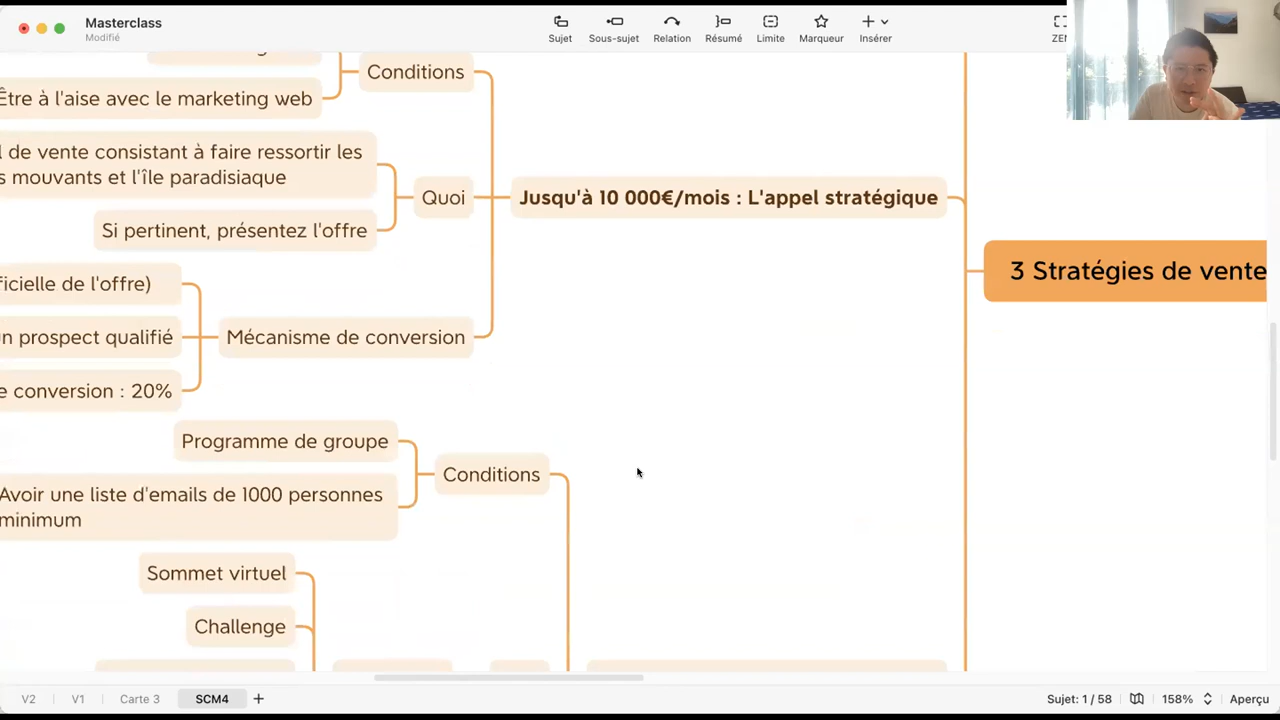 Masterclass
Modifié
Sujet
Sous-sujet
Relation
Résumé
Limite
Marqueur
Insérer
ZEN
Conditions
Être à l'aise avec le marketing web
de vente consistant à faire ressortir les
mouvants et l'île paradisiaque
Quoi
Si pertinent, présentez l'offre
Jusqu'à 10 000€/mois : L'appel stratégique
3 Stratégies de vente
de l'offre)
prospect qualifié
Mécanisme de conversion
conversion : 20%
Programme de groupe
Conditions
Avoir une liste d'emails de 1000 personnes
minimum
Sommet virtuel
Challenge
V2
V1
Carte 3
SCM4
Sujet: 1 / 58
158%
Aperçu